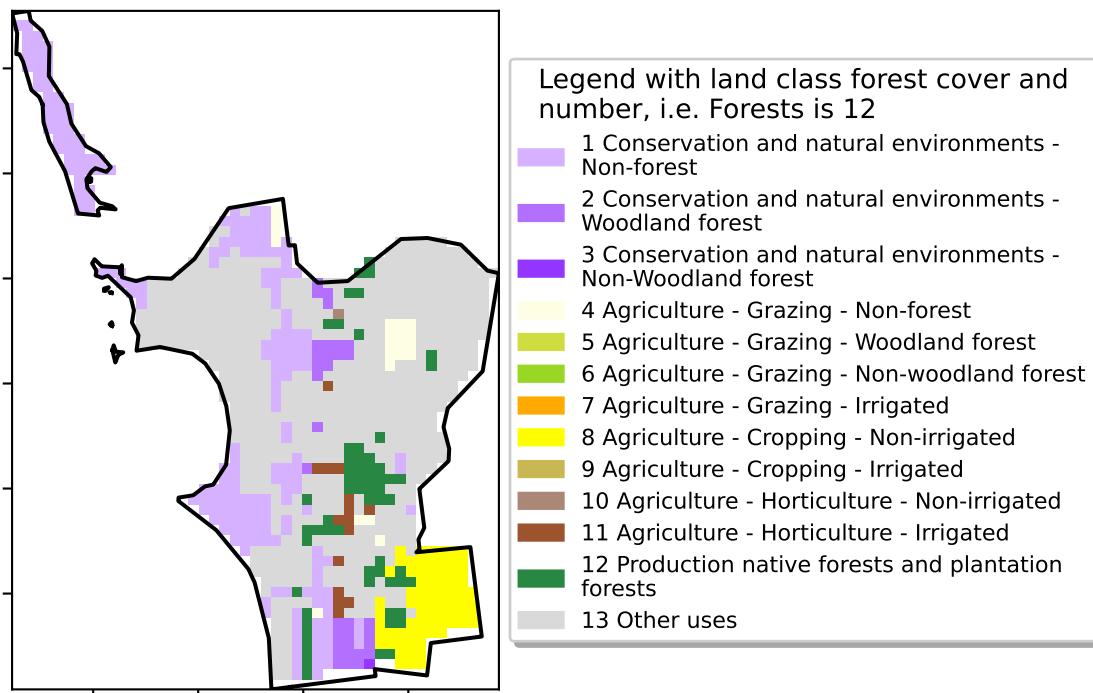 Legend with land class forest cover and
number, i.e. Forests is 12
1 Conservation and natural environments -
Non-forest
2 Conservation and natural environments -
Woodland forest
3 Conservation and natural environments -
Non-Woodland forest
4 Agriculture - Grazing - Non-forest
5 Agriculture - Grazing - Woodland forest
6 Agriculture - Grazing - Non-woodland forest
7 Agriculture - Grazing - Irrigated
8 Agriculture - Cropping - Non-irrigated
9 Agriculture - Cropping - Irrigated
10 Agriculture - Horticulture - Non-irrigated
11 Agriculture - Horticulture - Irrigated
12 Production native forests and plantation
forests
13 Other uses